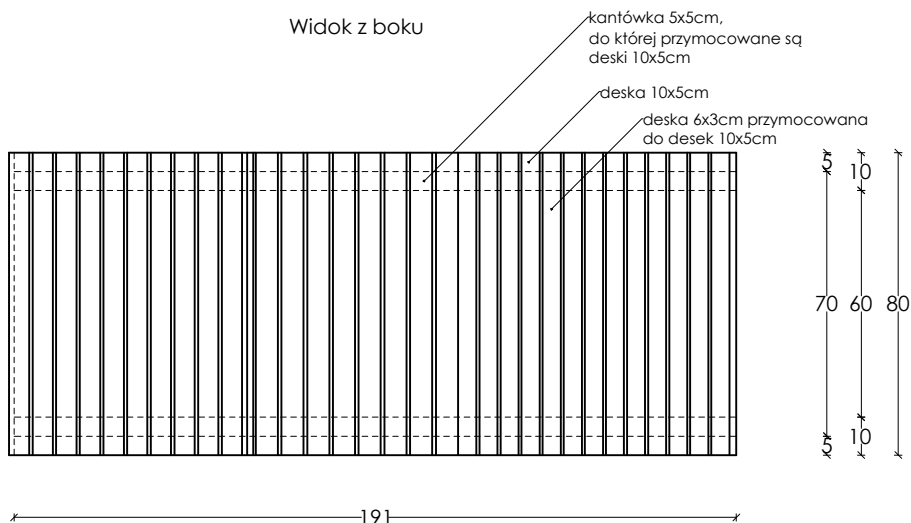 Widok z boku
kantówka 5x5cm,
do której przymocowane są
deski 10x5cm
deska 10x5cm
deska 6x3cm przymocowana
do desek 10x5cm
5
10
70
60
80
10
5
191